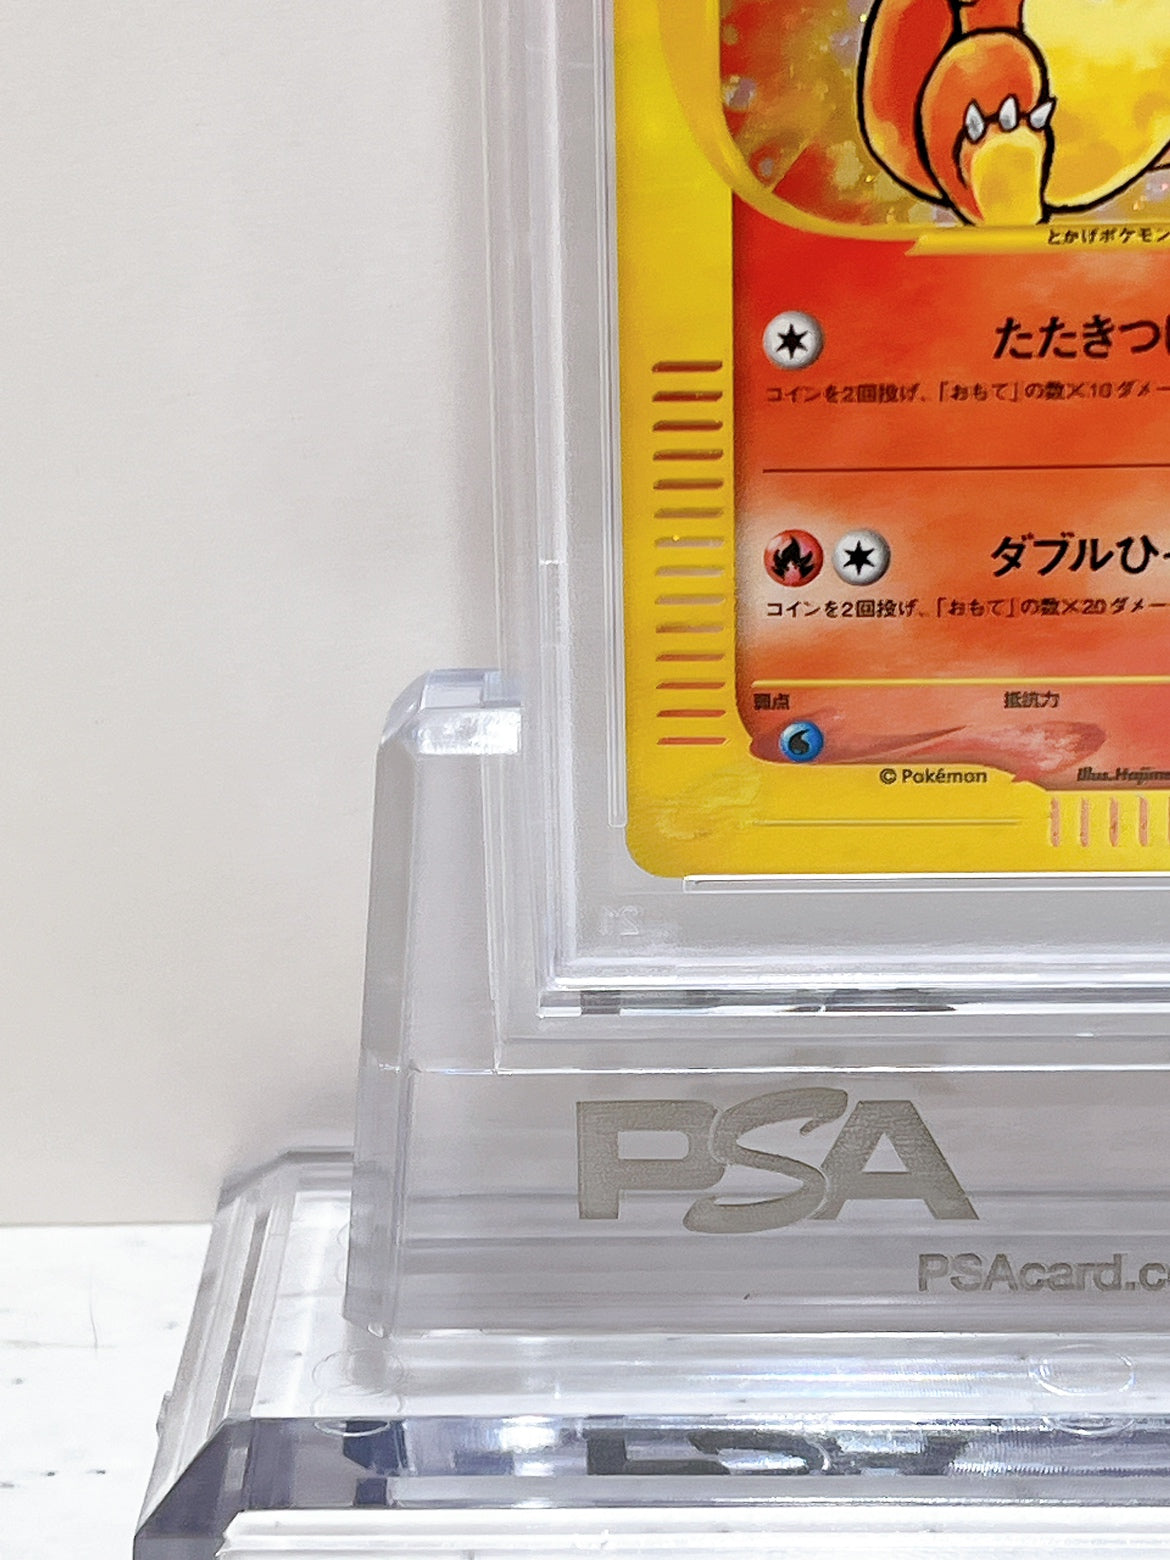 とかげポケモン
たたきつ
コインを2回投げ、「おもて」の数×10ダメー
ダブルひ
コインを2回投げ、「おもて」の数×20ダメー
弱点 抵抗力
© Pokémon Illus. Hajim
PSA
PSAcard.c